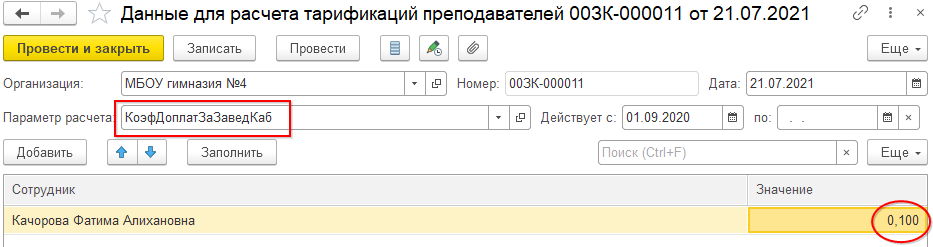 Данные для расчета тарификаций преподавателей 00ЗК-000011 от 21.07.2021
Провести и закрыть Записать Провести Еще
Организация: МБОУ гимназия №4 Номер: 00ЗК-000011 Дата: 21.07.2021
Параметр расчета: КоэфДоплатЗаЗаведКаб Действует с: 01.09.2020 по: . .
Добавить Заполнить Поиск (Ctrl+F) × Еще
Сотрудник Значение
Качорова Фатима Алихановна 0,100